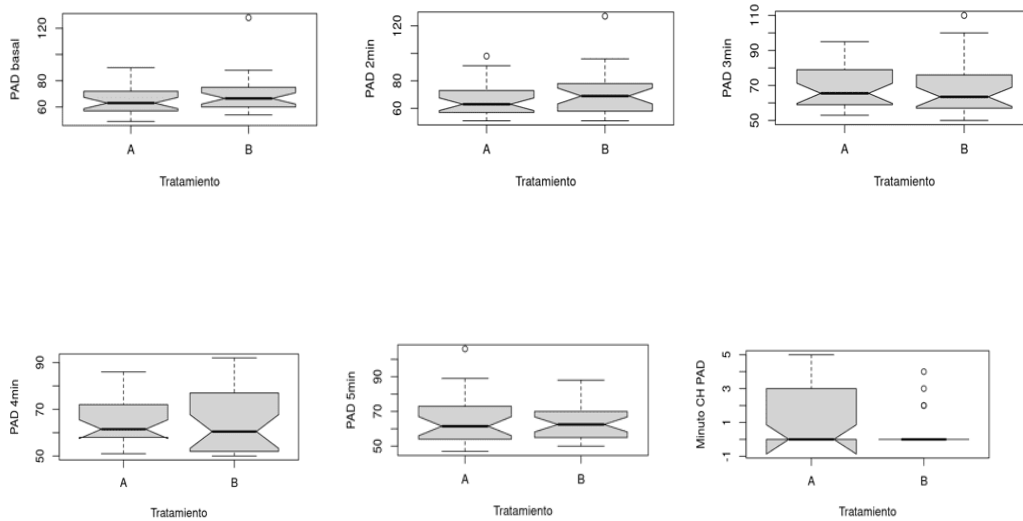 PAD basal
60
80
120
A
B
Tratamiento
PAD 2min
60
80
120
A
B
Tratamiento
PAD 3min
50
70
90
110
A
B
Tratamiento
PAD 4min
50
70
90
A
B
Tratamiento
PAD 5min
50
70
90
A
B
Tratamiento
Minuto CH PAD
-1
1
3
5
A
B
Tratamiento